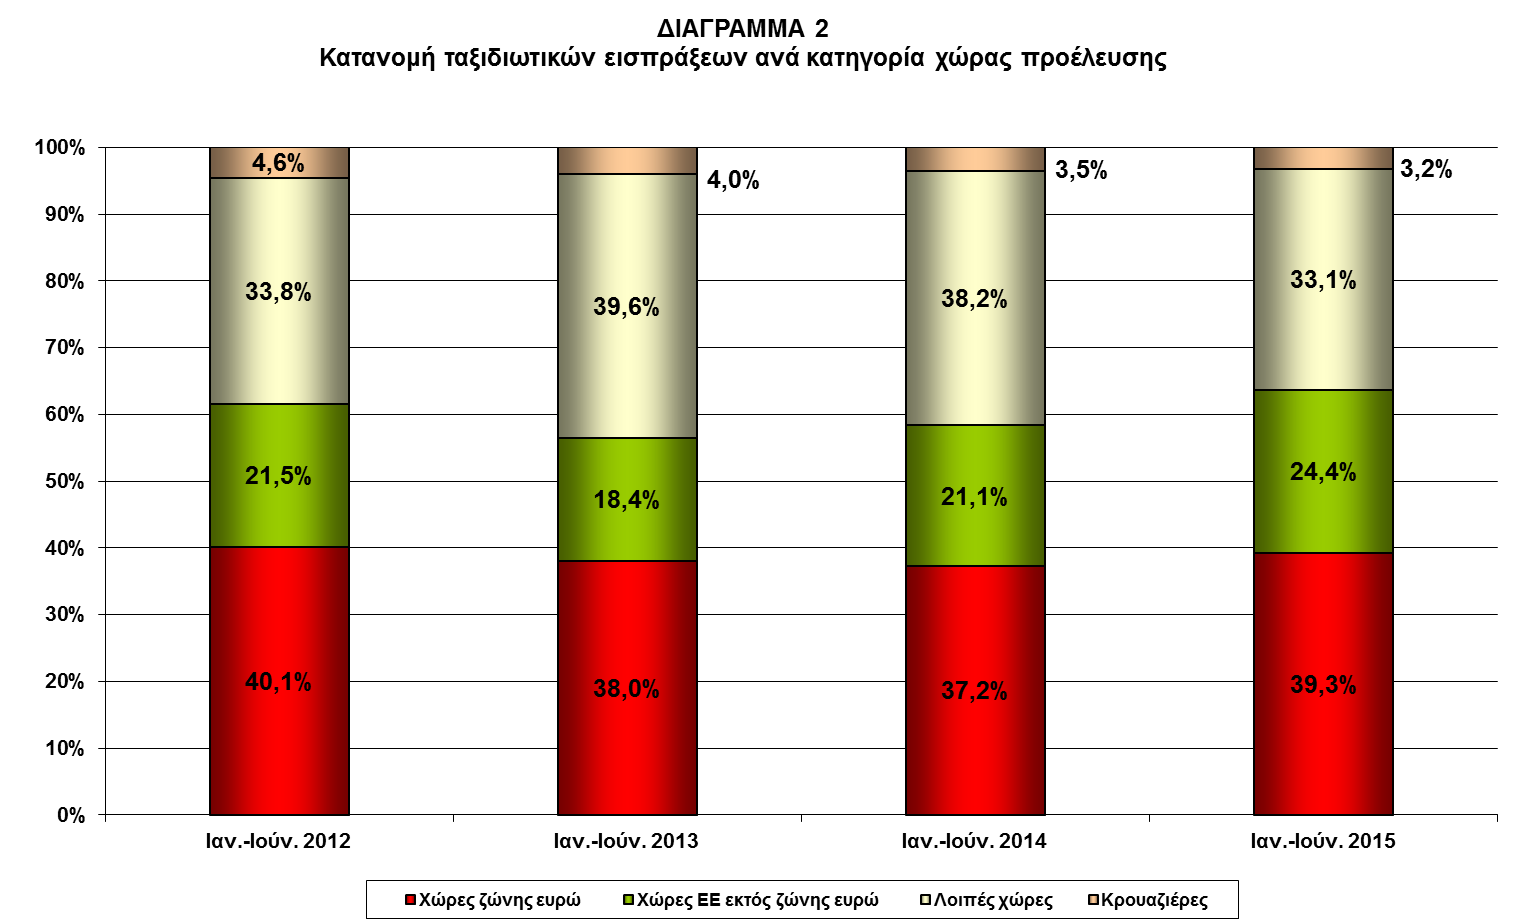 ΔΙΑΓΡΑΜΜΑ 2
Κατανομή ταξιδιωτικών εισπράξεων ανά κατηγορία χώρας προέλευσης
100%
90%
80%
70%
60%
50%
40%
30%
20%
10%
0%
4,6%
33,8%
21,5%
40,1%
4,0%
39,6%
18,4%
38,0%
3,5%
38,2%
21,1%
37,2%
3,2%
33,1%
24,4%
39,3%
Ιαν.-Ιούν. 2012
Ιαν.-Ιούν. 2013
Ιαν.-Ιούν. 2014
Ιαν.-Ιούν. 2015
Χώρες ζώνης ευρώ
Χώρες ΕΕ εκτός ζώνης ευρώ
Λοιπές χώρες
Κρουαζιέρες